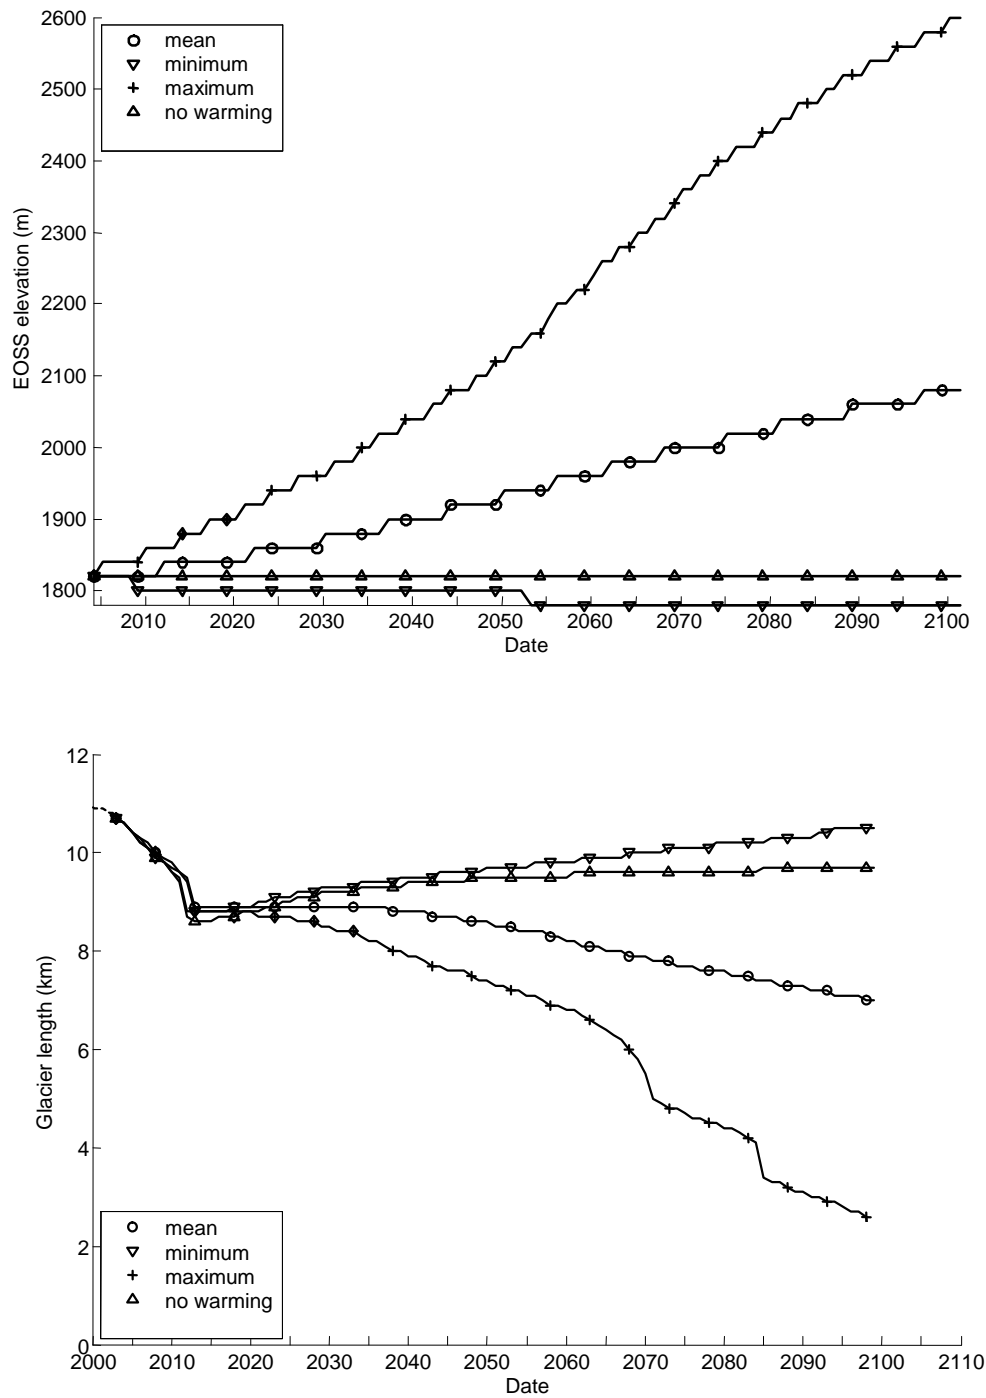 2600
2500
2400
2300
2200
2100
2000
1900
1800
EOSS elevation (m)
mean
minimum
maximum
no warming
2010 2020 2030 2040 2050 2060 2070 2080 2090 2100
Date
12
10
8
6
4
2
0
Glacier length (km)
mean
minimum
maximum
no warming
2000 2010 2020 2030 2040 2050 2060 2070 2080 2090 2100 2110
Date